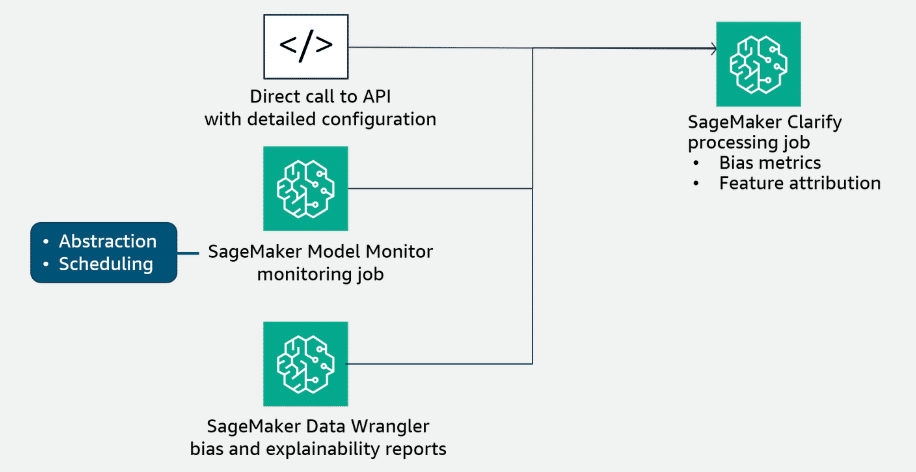 </>
Direct call to API
with detailed configuration
SageMaker Clarify
processing job
• Bias metrics
• Feature attribution
• Abstraction
• Scheduling
SageMaker Model Monitor
monitoring job
SageMaker Data Wrangler
bias and explainability reports